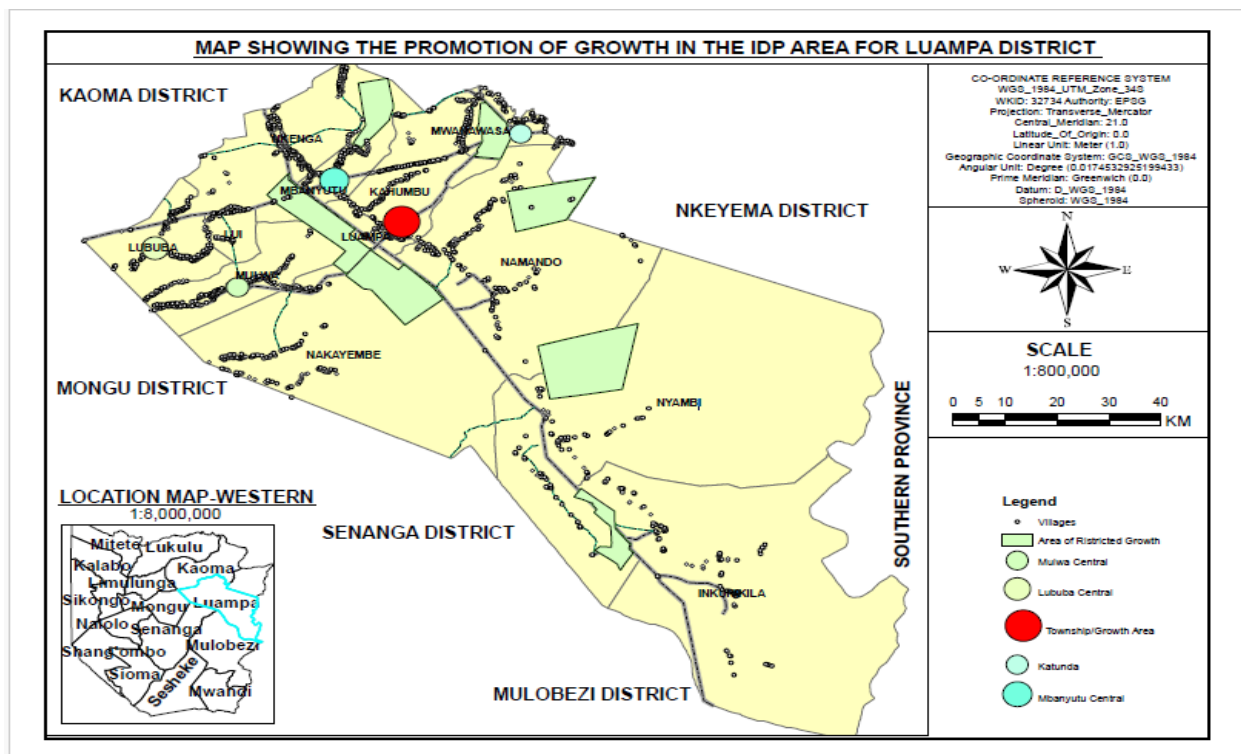 MAP SHOWING THE PROMOTION OF GROWTH IN THE IDP AREA FOR LUAMPA DISTRICT
KAOMA DISTRICT
NKENGA
MWANAWASA
MBANYUTU
KAHUMBU
NKEYEMA DISTRICT
LUBUBA
LUI
LUAMPA
MULWA
NAMANDO
NAKAYEMBE
MONGU DISTRICT
NYAMBI
SOUTHERN PROVINCE
SENANGA DISTRICT
MULOBEZI DISTRICT
LOCATION MAP-WESTERN
1:8,000,000
Mitete
Lukulu
Kalabo
Kaoma
Limulunga
Sikongo
Mongu
Luampa
Nalolo
Senanga
Mulobezi
Shang'ombo
Sioma
Sesheke
Mwandi
CO-ORDINATE REFERENCE SYSTEM
WGS_1984_UTM_Zone_34S
WKID: 32734 Authority: EPSG
Projection: Transverse_Mercator
Central_Meridian: 21.0
Latitude_Of_Origin: 0.0
Linear Unit: Meter (1.0)
Geographic Coordinate System: GCS_WGS_1984
Angular Unit: Degree (0.0174532925199433)
Prime Meridian: Greenwich (0.0)
Datum: D_WGS_1984
Spheroid: WGS_1984
N
W
E
S
SCALE
1:800,000
0 5 10 20 30 40
KM
Legend
Villages
Area of Ristricted Growth
Mulwa Central
Lububa Central
Township/Growth Area
Katunda
Mbanyutu Central